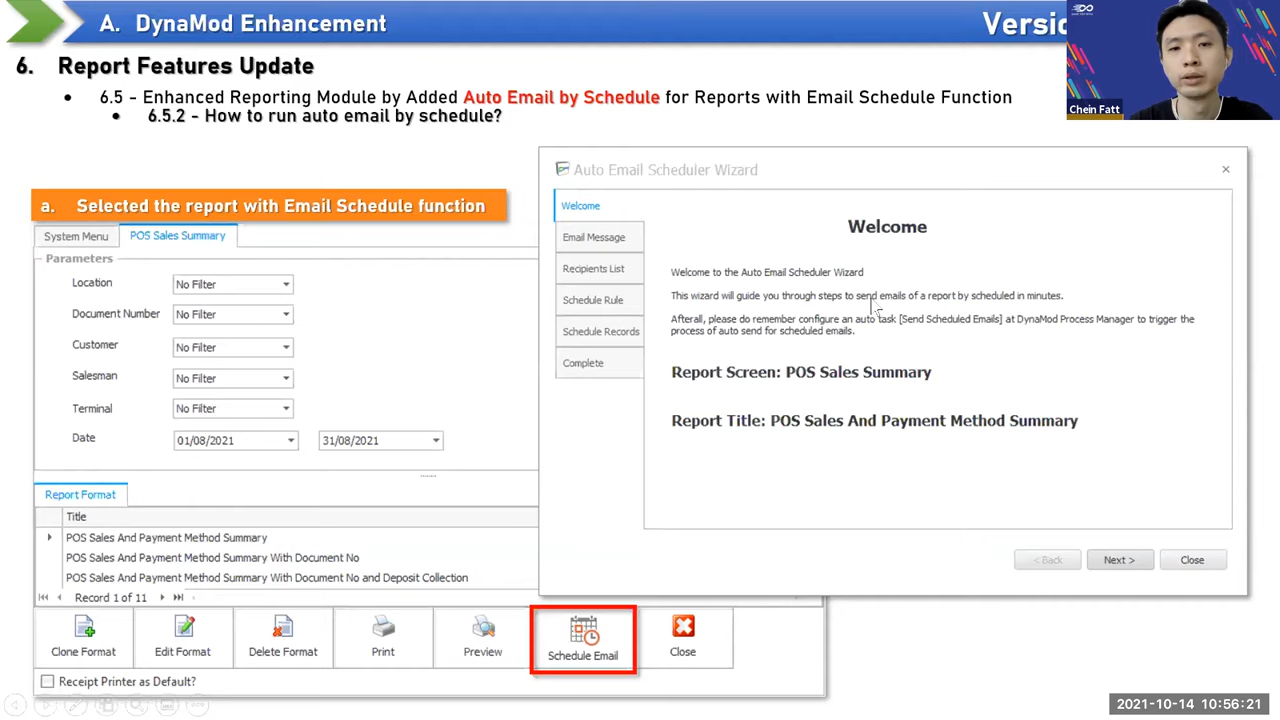 A. DynaMod Enhancement
Versio
6. Report Features Update
• 6.5 - Enhanced Reporting Module by Added Auto Email by Schedule for Reports with Email Schedule Function
• 6.5.2 - How to run auto email by schedule?
Chein Fatt
a. Selected the report with Email Schedule function
System Menu
POS Sales Summary
Parameters
Location No Filter
Document Number No Filter
Customer No Filter
Salesman No Filter
Terminal No Filter
Date 01/08/2021 31/08/2021
Report Format
Title
POS Sales And Payment Method Summary
POS Sales And Payment Method Summary With Document No
POS Sales And Payment Method Summary With Document No and Deposit Collection
Record 1 of 11
Clone Format
Edit Format
Delete Format
Print
Preview
Schedule Email
Close
Receipt Printer as Default?
Auto Email Scheduler Wizard
Welcome
Email Message
Recipients List
Schedule Rule
Schedule Records
Complete
Welcome
Welcome to the Auto Email Scheduler Wizard
This wizard will guide you through steps to send emails of a report by scheduled in minutes.
Afterall, please do remember configure an auto task [Send Scheduled Emails] at DynaMod Process Manager to trigger the
process of auto send for scheduled emails.
Report Screen: POS Sales Summary
Report Title: POS Sales And Payment Method Summary
< Back
Next >
Close
2021-10-14 10:56:21